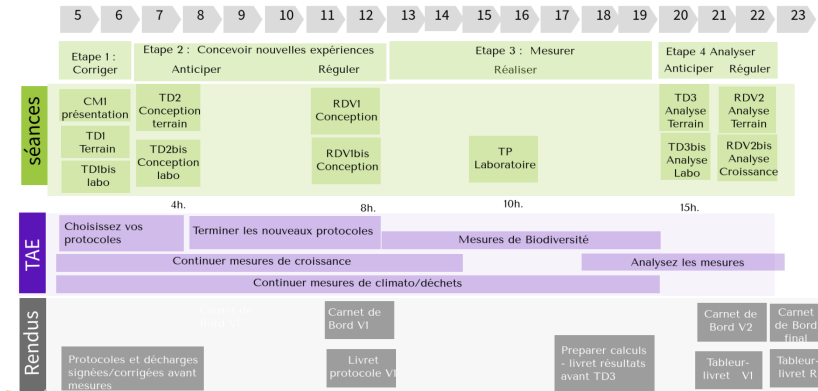 5 6 7 8 9 10 11 12 13 14 15 16 17 18 19 20 21 22 23
Etape 1 :
Corriger
Etape 2 : Concevoir nouvelles expériences
Anticiper Réguler
Etape 3 : Mesurer
Réaliser
Etape 4 Analyser
Anticiper Réguler
séances
CM1
présentation
TD1
Terrain
TD1bis
labo
TD2
Conception
terrain
TD2bis
Conception
labo
RDV1
Conception
RDV1bis
Conception
TP
Laboratoire
TD3
Analyse
Terrain
TD3bis
Analyse
Labo
RDV2
Analyse
Terrain
RDV2bis
Analyse
Croissance
4h. 8h. 10h. 15h.
TAE
Choisissez vos
protocoles
Terminer les nouveaux protocoles
Mesures de Biodiversité
Continuer mesures de croissance
Analysez les mesures
Continuer mesures de climato/déchets
Rendus
Carnet de
Carnet de
Bord V1
Carnet de
Bord V2
Carnet
de Bord
final
Protocoles et décharges
signées/corrigées avant
mesures
Livret
protocole V1
Preparer calculs
- livret résultats
avant TD3
Tableur-
livret V1
Tableur-
livret R